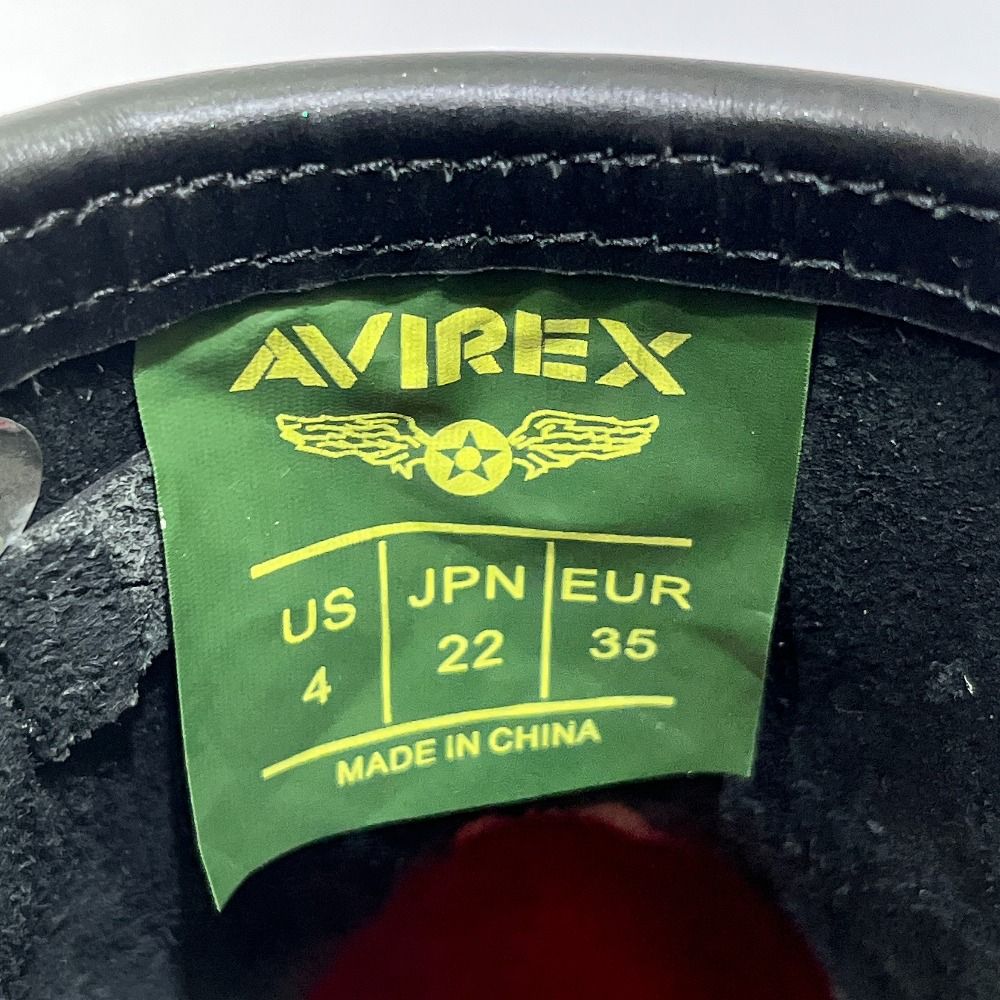 AVIREX
US JPN EUR
4 22 35
MADE IN CHINA